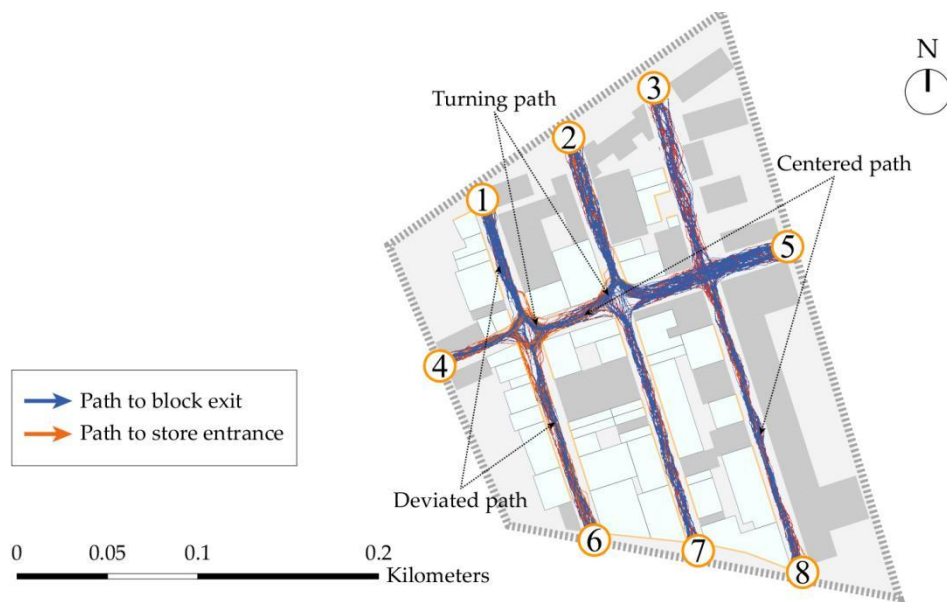 N
3
Turning path
2
Centered path
1
5
4
Path to block exit
Path to store entrance
Deviated path
6
7
8
0 0.05 0.1 0.2
Kilometers